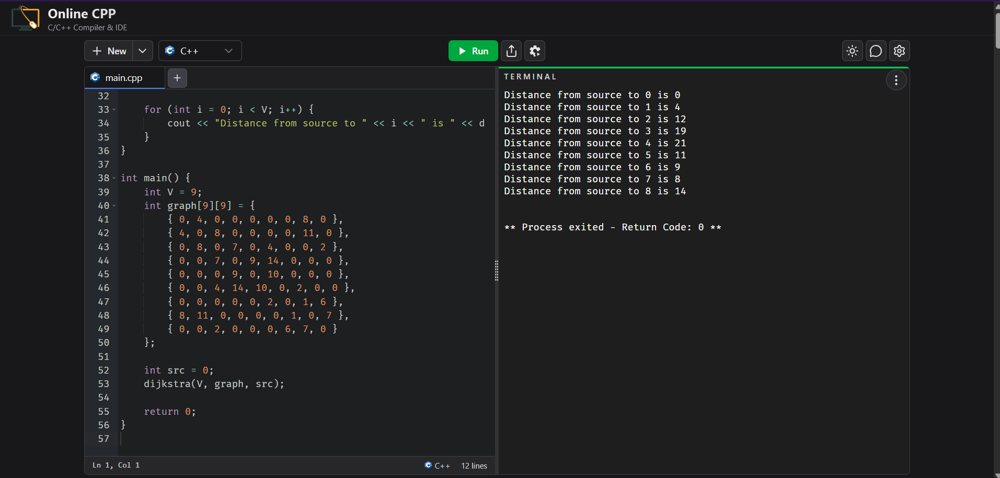 Online CPP
C/C++ Compiler & IDE
New
C++
Run
main.cpp
+
32
33     for (int i = 0; i < V; i++) {
34         cout << "Distance from source to " << i << " is " << d
35     }
36 }
37
38 int main() {
39     int V = 9;
40     int graph[9][9] = {
41         { 0, 4, 0, 0, 0, 0, 0, 8, 0 },
42         { 4, 0, 8, 0, 0, 0, 0, 11, 0 },
43         { 0, 8, 0, 7, 0, 4, 0, 0, 2 },
44         { 0, 0, 7, 0, 9, 14, 0, 0, 0 },
45         { 0, 0, 0, 9, 0, 10, 0, 0, 0 },
46         { 0, 0, 4, 14, 10, 0, 2, 0, 0 },
47         { 0, 0, 0, 0, 0, 2, 0, 1, 6 },
48         { 8, 11, 0, 0, 0, 0, 1, 0, 7 },
49         { 0, 0, 2, 0, 0, 0, 6, 7, 0 }
50     };
51
52     int src = 0;
53     dijkstra(V, graph, src);
54
55     return 0;
56 }
57
Ln 1, Col 1
C++
12 lines
TERMINAL
Distance from source to 0 is 0
Distance from source to 1 is 4
Distance from source to 2 is 12
Distance from source to 3 is 19
Distance from source to 4 is 21
Distance from source to 5 is 11
Distance from source to 6 is 9
Distance from source to 7 is 8
Distance from source to 8 is 14
** Process exited - Return Code: 0 **